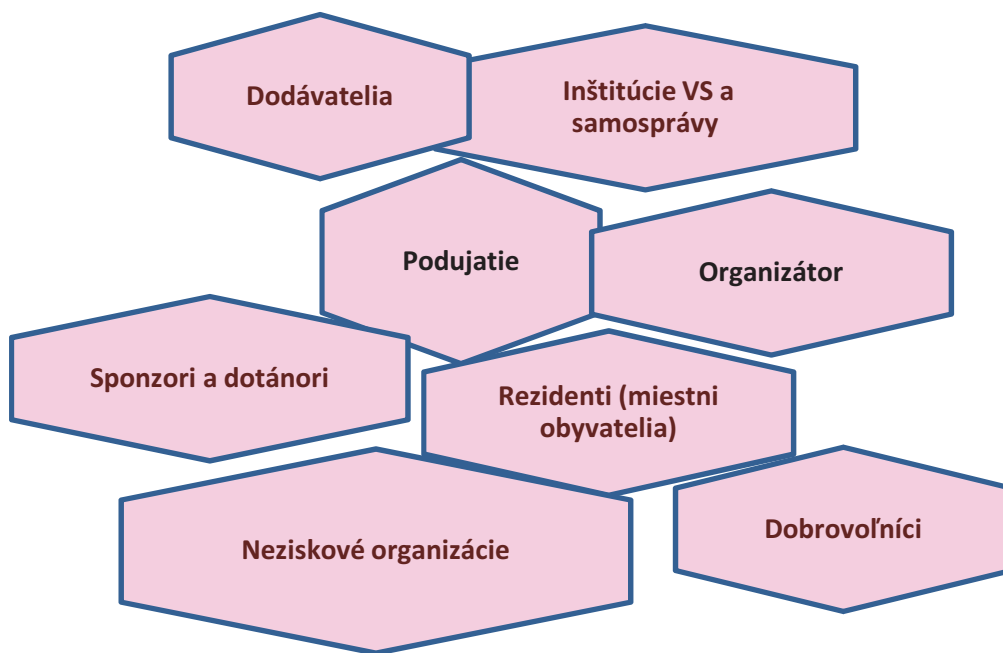 Dodávatelia
Inštitúcie VS a
samosprávy
Podujatie
Organizátor
Sponzori a dotánori
Rezidenti (miestni
obyvatelia)
Neziskové organizácie
Dobrovoľníci